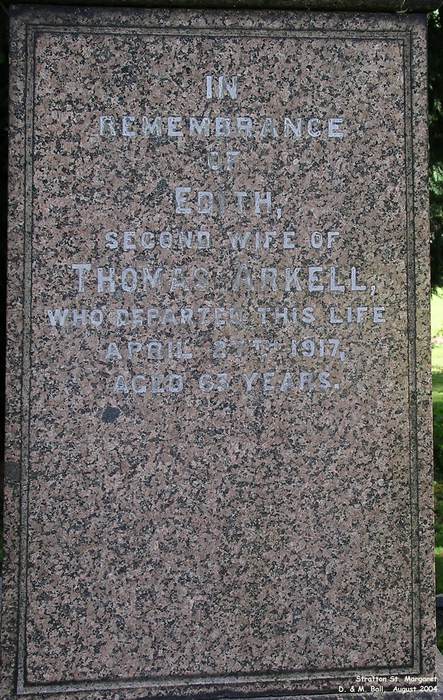 IN
REMEMBRANCE
OF
EDITH,
SECOND WIFE OF
THOMAS ARKELL,
WHO DEPARTED THIS LIFE
APRIL 27TH 1917,
AGED YEARS.
Stratton St. Margaret
D. & M. Ball, August 2004